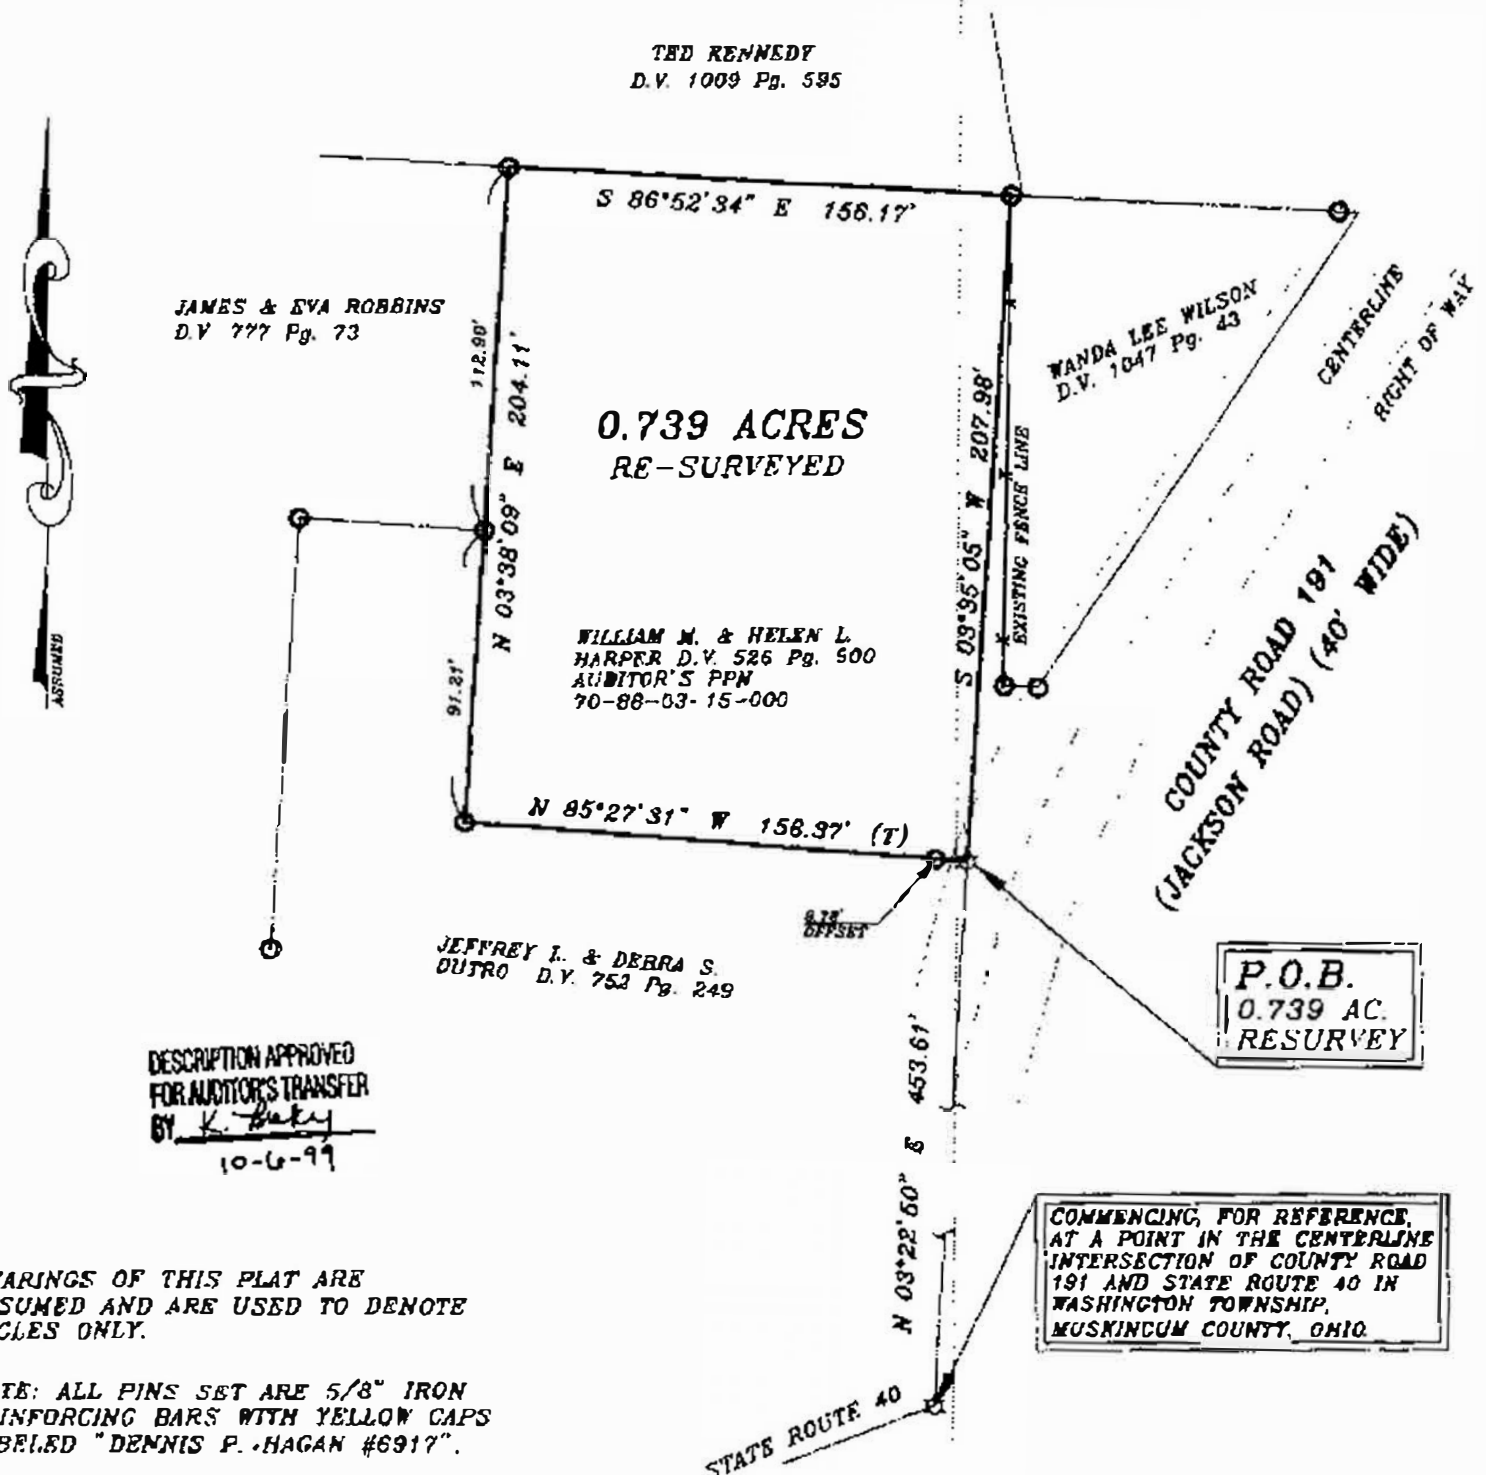 TED KENNEDY
D.V. 1009 Pg. 595
S 86°52'34" E 156.17'
JAMES & EVA ROBBINS
D.V 777 Pg. 73
112.90'
N 03°38'09" E 204.11'
91.21'
0.739 ACRES
RE-SURVEYED
WILLIAM M. & HELEN L.
HARPER D.V. 526 Pg. 500
AUDITOR'S PPN
70-88-03-15-000
S 03°35'05" W 207.98'
EXISTING FENCE LINE
WANDA LEE WILSON
D.V. 1047 Pg. 43
CENTERLINE
RIGHT OF WAY
COUNTY ROAD 191
(JACKSON ROAD) (40' WIDE)
ASSUMED
N 85°27'31" W 156.37' (T)
OFFSET
JEFFREY L. & DEBRA S.
OUTRO D.V. 752 Pg. 249
P.O.B.
0.739 AC.
RESURVEY
DESCRIPTION APPROVED
FOR AUDITOR'S TRANSFER
BY K.
10-6-99
N 03°22'50" E 453.61'
COMMENCING, FOR REFERENCE,
AT A POINT IN THE CENTERLINE
INTERSECTION OF COUNTY ROAD
191 AND STATE ROUTE 40 IN
WASHINGTON TOWNSHIP,
MUSKINGUM COUNTY, OHIO.
STATE ROUTE 40
EARINGS OF THIS PLAT ARE
SUMED AND ARE USED TO DENOTE
GLES ONLY.
TE: ALL PINS SET ARE 5/8" IRON
INFORCING BARS WITH YELLOW CAPS
BELED "DENNIS P. HAGAN #6917".